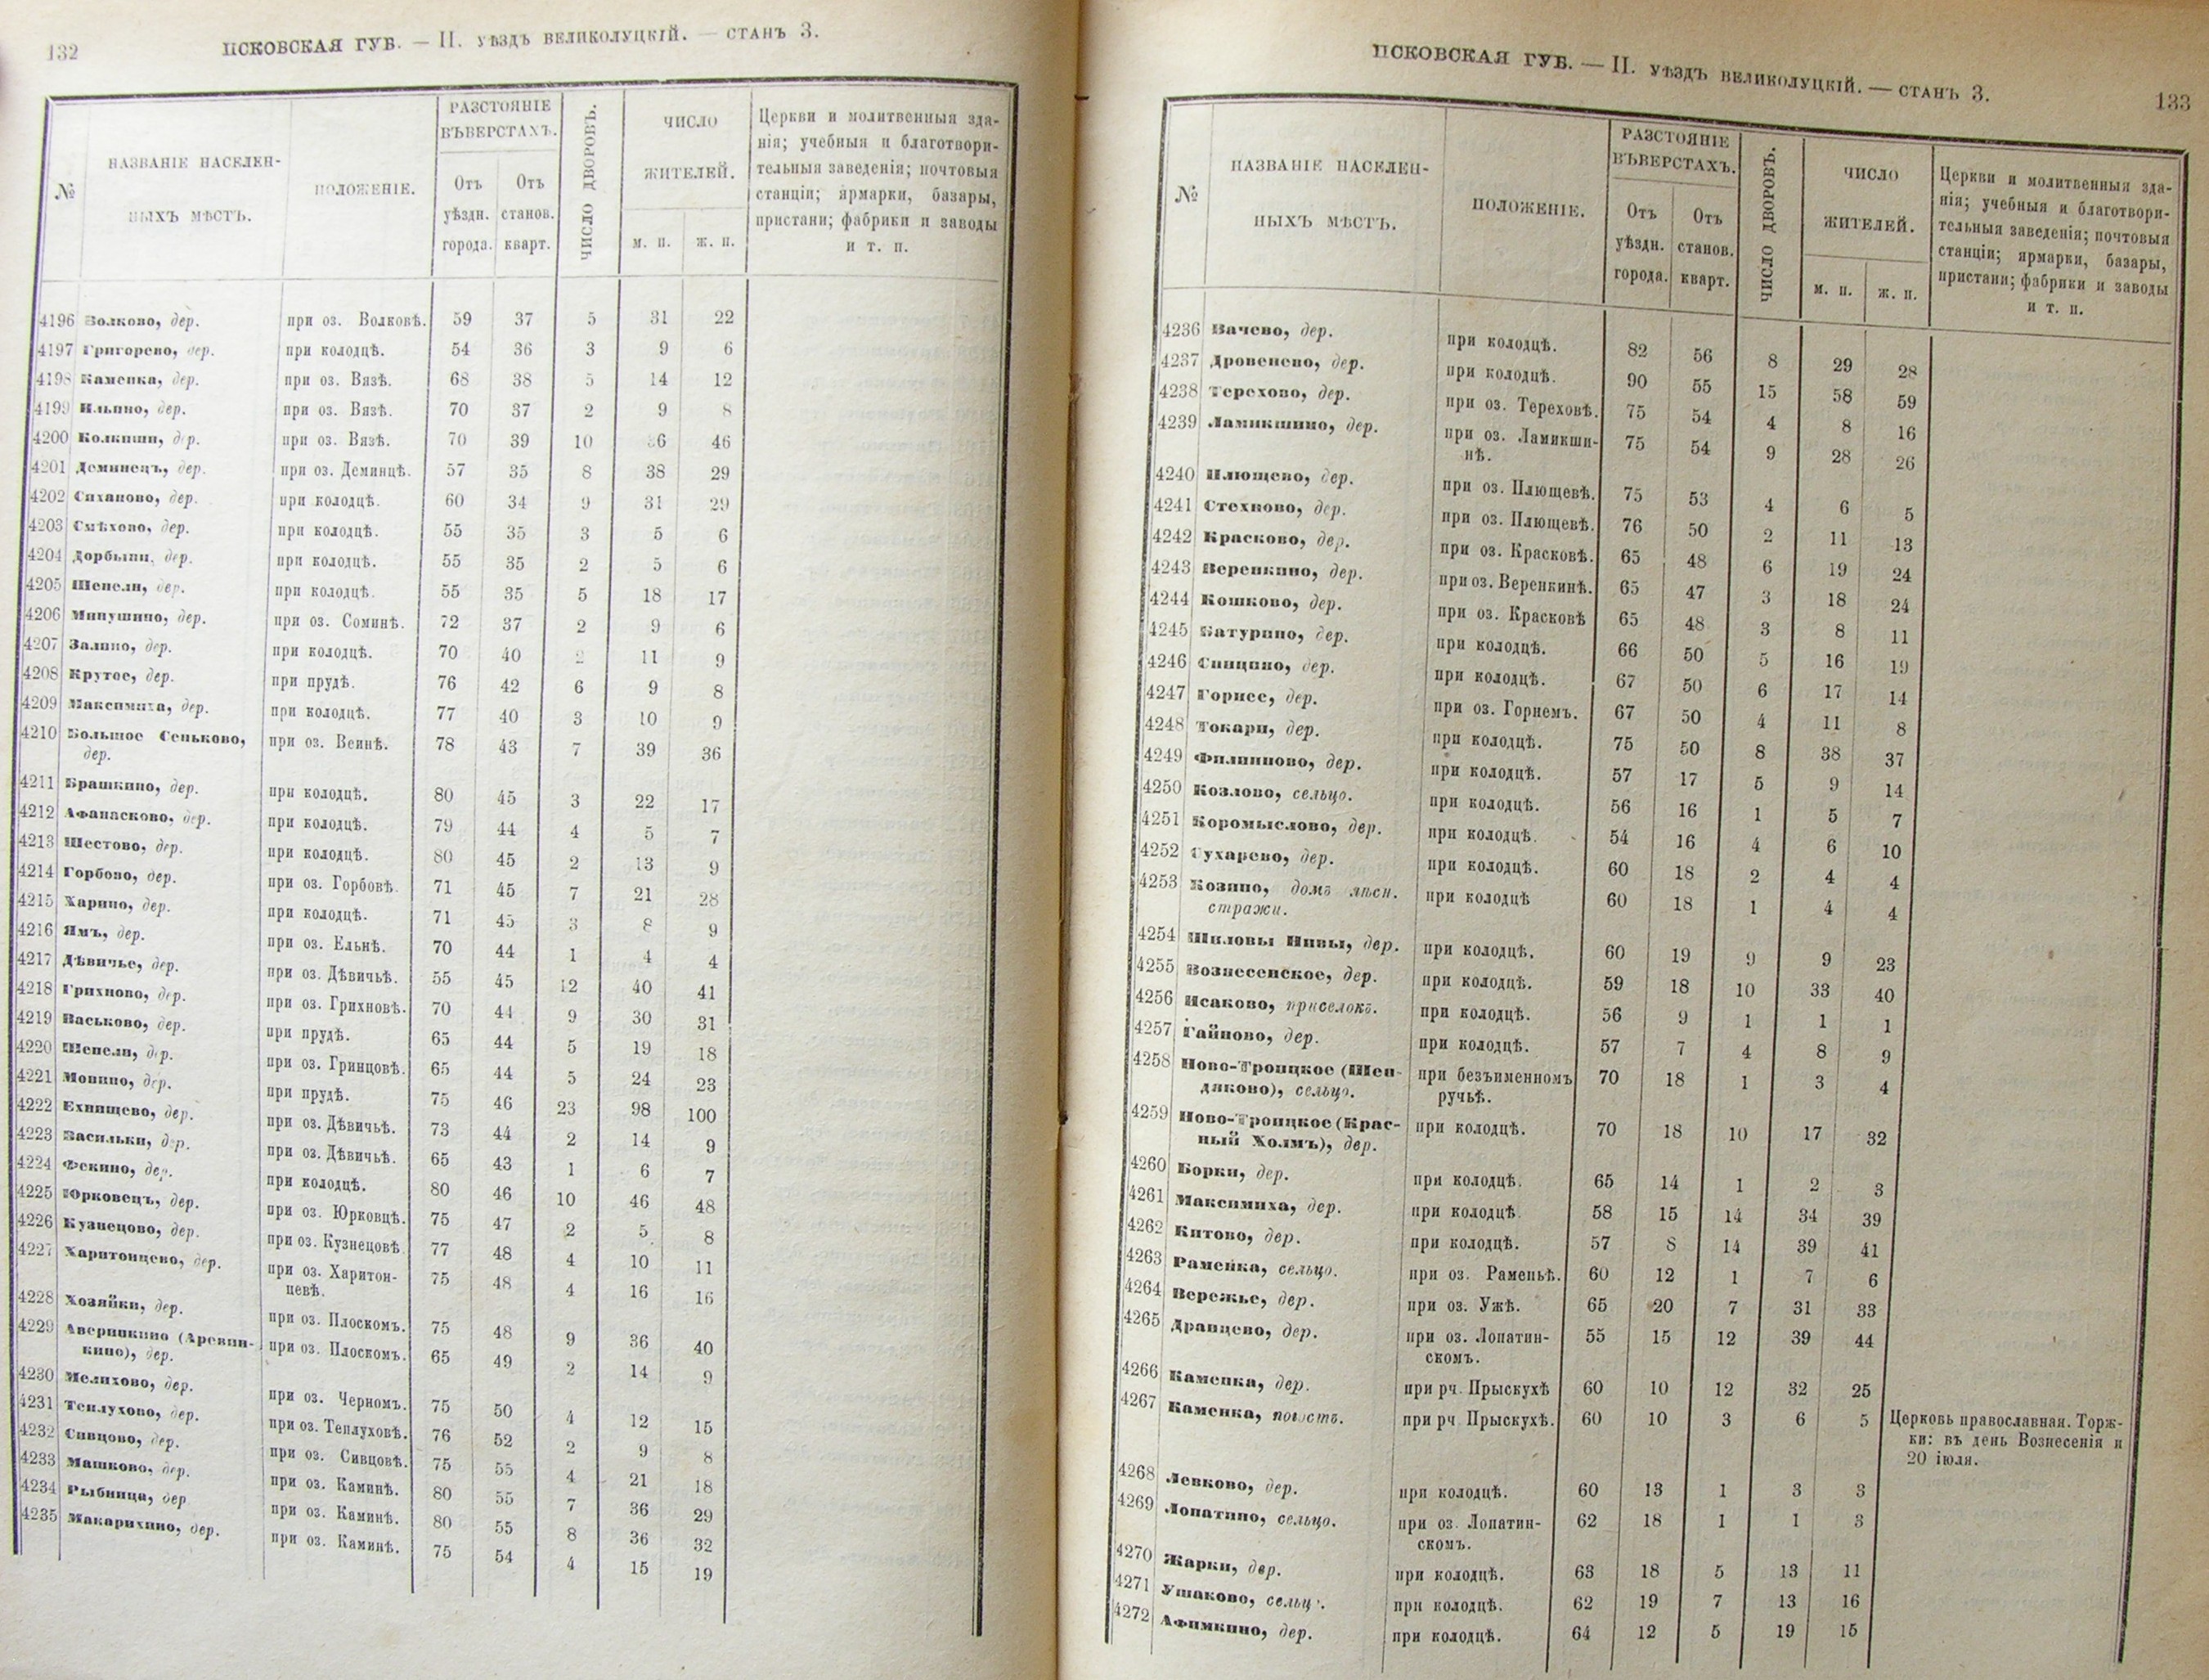 132
ПСКОВСКАЯ ГУБ. — II. УѢЗДЪ ВЕЛИКОЛУЦКІЙ. — СТАНЪ 3.
№
НАЗВАНІЕ НАСЕЛЕН-
НЫХЪ МѢСТЪ.
ПОЛОЖЕНІЕ.
РАЗСТОЯНІЕ
ВЪ ВЕРСТАХЪ.
Отъ уѣздн. города.
Отъ станов. кварт.
ЧИСЛО ДВОРОВЪ.
ЧИСЛО
ЖИТЕЛЕЙ.
м. п. ж. п.
Церкви и молитвенныя зда-
нія; учебныя и благотвори-
тельныя заведенія; почтовыя
станціи; ярмарки, базары,
пристани; фабрики и заводы
и т. п.
4196 Волково, дер. при оз. Волковѣ. 59 37 5 31 22
4197 Григорево, дер. при колодцѣ. 54 36 3 9 6
4198 Каменка, дер. при оз. Вязѣ. 68 38 5 14 12
4199 Ильино, дер. при оз. Вязѣ. 70 37 2 9 8
4200 Колкини, дер. при оз. Вязѣ. 70 39 10 46
4201 Деминецъ, дер. при оз. Деминцѣ. 57 35 8 38 29
4202 Сиханово, дер. при колодцѣ. 60 34 9 31 29
4203 Смѣхово, дер. при колодцѣ. 55 35 3 5 6
4204 Дорбыни, дер. при колодцѣ. 55 35 2 5 6
4205 Шепели, дер. при колодцѣ. 55 35 5 18 17
4206 Минушино, дер. при оз. Соминѣ. 72 37 2 9 6
4207 Залино, дер. при колодцѣ. 70 40 2 11 9
4208 Крутое, дер. при прудѣ. 76 42 6 9 8
4209 Максимиха, дер. при колодцѣ. 77 40 3 10 9
4210 Большое Сеньково, при оз. Веинѣ. 78 43 7 39 36
дер.
4211 Брашкино, дер. при колодцѣ. 80 45 3 22 17
4212 Афанасково, дер. при колодцѣ. 79 44 4 5 7
4213 Шестово, дер. при колодцѣ. 80 45 2 13 9
4214 Горбово, дер. при оз. Горбовѣ. 71 45 7 21 28
4215 Харино, дер. при колодцѣ. 71 45 3 8 9
4216 Ямъ, дер. при оз. Ельнѣ. 70 44 1 4 4
4217 Дѣвичье, дер. при оз. Дѣвичьѣ. 55 45 12 40 41
4218 Грихново, дер. при оз. Грихновѣ. 70 44 9 30 31
4219 Васьково, дер. при прудѣ. 65 44 5 19 18
4220 Шепели, дер. при оз. Гринцовѣ. 65 44 5 24 23
4221 Монино, дер. при прудѣ. 75 46 23 98 100
4222 Ехнищево, дер. при оз. Дѣвичьѣ. 73 44 2 14 9
4223 Васильки, дер. при оз. Дѣвичьѣ. 65 43 1 6 7
4224 Фекино, дер. при колодцѣ. 80 46 10 46 48
4225 Юрковецъ, дер. при оз. Юрковцѣ. 75 47 2 5 8
4226 Кузнецово, дер. при оз. Кузнецовѣ 77 48 4 10 11
4227 Харитонцево, дер. при оз. Харитон- 75 48 4 16 16
цевѣ.
4228 Хозяйки, дер. при оз. Плоскомъ. 75 48 9 36 40
4229 Аверинкино (Аревин- при оз. Плоскомъ. 65 49 2 14 9
кино), дер.
4230 Мелихово, дер. при оз. Черномъ. 75 50 4 12 15
4231 Теплухово, дер. при оз. Теплуховѣ. 76 52 2 9 8
4232 Сивцово, дер. при оз. Сивцовѣ. 75 55 4 21 18
4233 Машково, дер. при оз. Каминѣ. 80 55 7 36 29
4234 Рыбница, дер при оз. Каминѣ. 80 55 8 36 32
4235 Макарихино, дер. при оз. Каминѣ. 75 54 4 15 19
ПСКОВСКАЯ ГУБ. — II. УѢЗДЪ ВЕЛИКОЛУЦКІЙ. — СТАНЪ 3.
133
№
НАЗВАНІЕ НАСЕЛЕН-
НЫХЪ МѢСТЪ.
ПОЛОЖЕНІЕ.
РАЗСТОЯНІЕ
ВЪ ВЕРСТАХЪ.
Отъ уѣздн. города.
Отъ станов. кварт.
ЧИСЛО ДВОРОВЪ.
ЧИСЛО
ЖИТЕЛЕЙ.
м. п. ж. п.
Церкви и молитвенныя зда-
нія; учебныя и благотвори-
тельныя заведенія; почтовыя
станціи; ярмарки, базары,
пристани; фабрики и заводы
и т. п.
4236 Вачево, дер. при колодцѣ. 82 56 8 29 28
4237 Дровенево, дер. при колодцѣ. 90 55 15 58 59
4238 Терехово, дер. при оз. Тереховѣ. 75 54 4 8 16
4239 Ламикшино, дер. при оз. Ламикши- 75 54 9 28 26
нѣ.
4240 Плющево, дер. при оз. Плющевѣ. 75 53 4 6 5
4241 Стехново, дер. при оз. Плющевѣ. 76 50 2 11 13
4242 Красково, дер. при оз. Красковѣ. 65 48 6 19 24
4243 Веренкино, дер. при оз. Веренкинѣ. 65 47 3 18 24
4244 Кошково, дер. при оз. Красковѣ 65 48 3 8 11
4245 Батурино, дер. при колодцѣ. 66 50 5 16 19
4246 Спицино, дер. при колодцѣ. 67 50 6 17 14
4247 Горнее, дер. при оз. Горнемъ. 67 50 4 11 8
4248 Токари, дер. при колодцѣ. 75 50 8 38 37
4249 Филипново, дер. при колодцѣ. 57 17 5 9 14
4250 Козлово, сельцо. при колодцѣ. 56 16 1 5 7
4251 Коромыслово, дер. при колодцѣ. 54 16 4 6 10
4252 Сухарево, дер. при колодцѣ. 60 18 2 4 4
4253 Козино, домъ лѣсн. при колодцѣ 60 18 1 4 4
стражи.
4254 Шиловы Нивы, дер. при колодцѣ. 60 19 9 9 23
4255 Вознесенское, дер. при колодцѣ. 59 18 10 33 40
4256 Исаково, приселокъ. при колодцѣ. 56 9 1 1 1
4257 Гайново, дер. при колодцѣ. 57 7 4 8 9
4258 Ново-Троицкое (Шен- при безъименномъ 70 18 1 3 4
дяково), сельцо. ручьѣ.
4259 Ново-Троицкое (Крас- при колодцѣ. 70 18 10 17 32
ный Холмъ), дер.
4260 Борки, дер. при колодцѣ. 65 14 1 2 3
4261 Максимиха, дер. при колодцѣ. 58 15 14 34 39
4262 Китово, дер. при колодцѣ. 57 8 14 39 41
4263 Раменка, сельцо. при оз. Раменьѣ. 60 12 1 7 6
4264 Вережье, дер. при оз. Ужѣ. 65 20 7 31 33
4265 Дранцево, дер. при оз. Лопатин- 55 15 12 39 44
скомъ.
4266 Каменка, дер. при рч. Прыскухѣ 60 10 12 32 25
4267 Каменка, погостъ. при рч. Прыскухѣ. 60 10 3 6 5 Церковь православная. Торж-
ки: въ день Вознесенія и
20 іюля.
4268 Левково, дер. при колодцѣ. 60 13 1 3 3
4269 Лопатино, сельцо. при оз. Лопатин- 62 18 1 1 3
скомъ.
4270 Жарки, дер. при колодцѣ. 63 18 5 13 11
4271 Ушаково, сельц. при колодцѣ. 62 19 7 13 16
4272 Афимкино, дер. при колодцѣ. 64 12 5 19 15